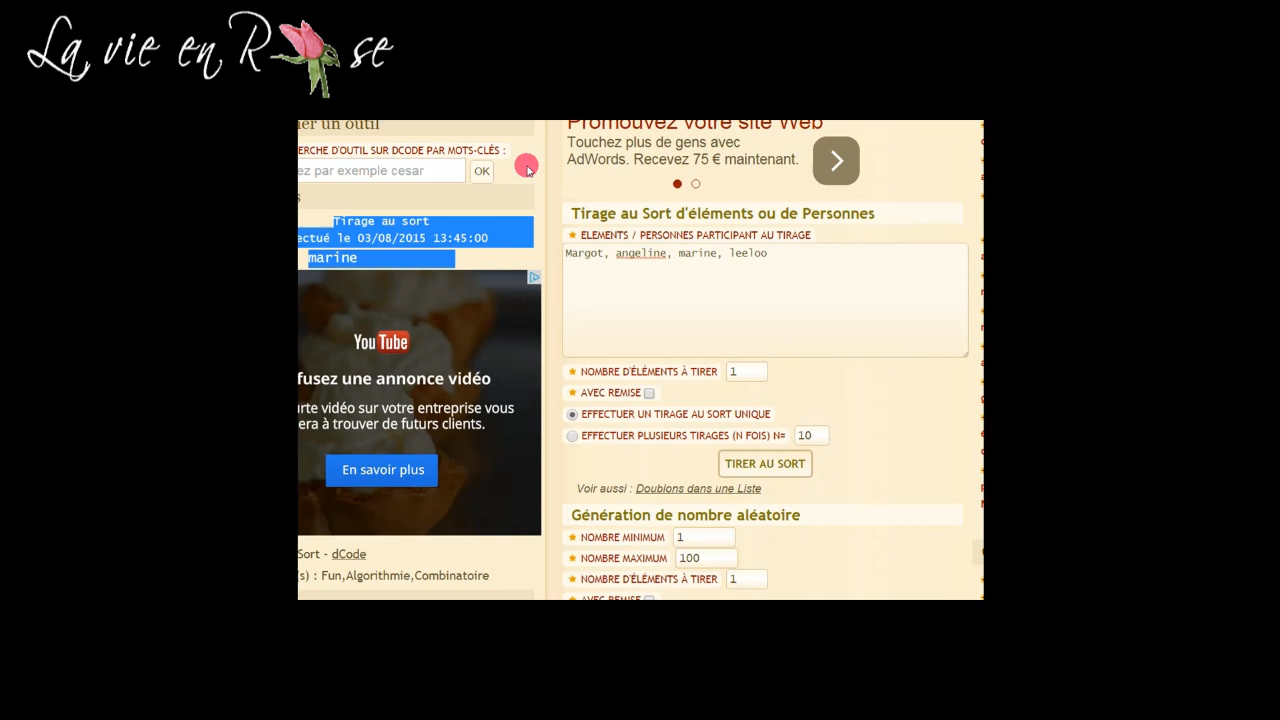 La vie en Rose
er un outil
ERCHE D'OUTIL SUR DCODE PAR MOTS-CLÉS :
ez par exemple cesar
OK
s
Tirage au sort
ectué le 03/08/2015 13:45:00
marine
YouTube
fusez une annonce vidéo
rte vidéo sur votre entreprise vous
era à trouver de futurs clients.
En savoir plus
Sort - dCode
(s) : Fun,Algorithmie,Combinatoire
Promouvez votre site Web
Touchez plus de gens avec
AdWords. Recevez 75 € maintenant.
Tirage au Sort d'éléments ou de Personnes
ELEMENTS / PERSONNES PARTICIPANT AU TIRAGE
Margot, angeline, marine, leeloo
NOMBRE D'ÉLÉMENTS À TIRER 1
AVEC REMISE
EFFECTUER UN TIRAGE AU SORT UNIQUE
EFFECTUER PLUSIEURS TIRAGES (N FOIS) N= 10
TIRER AU SORT
Voir aussi : Doublons dans une Liste
Génération de nombre aléatoire
NOMBRE MINIMUM 1
NOMBRE MAXIMUM 100
NOMBRE D'ÉLÉMENTS À TIRER 1
AVEC REMISE